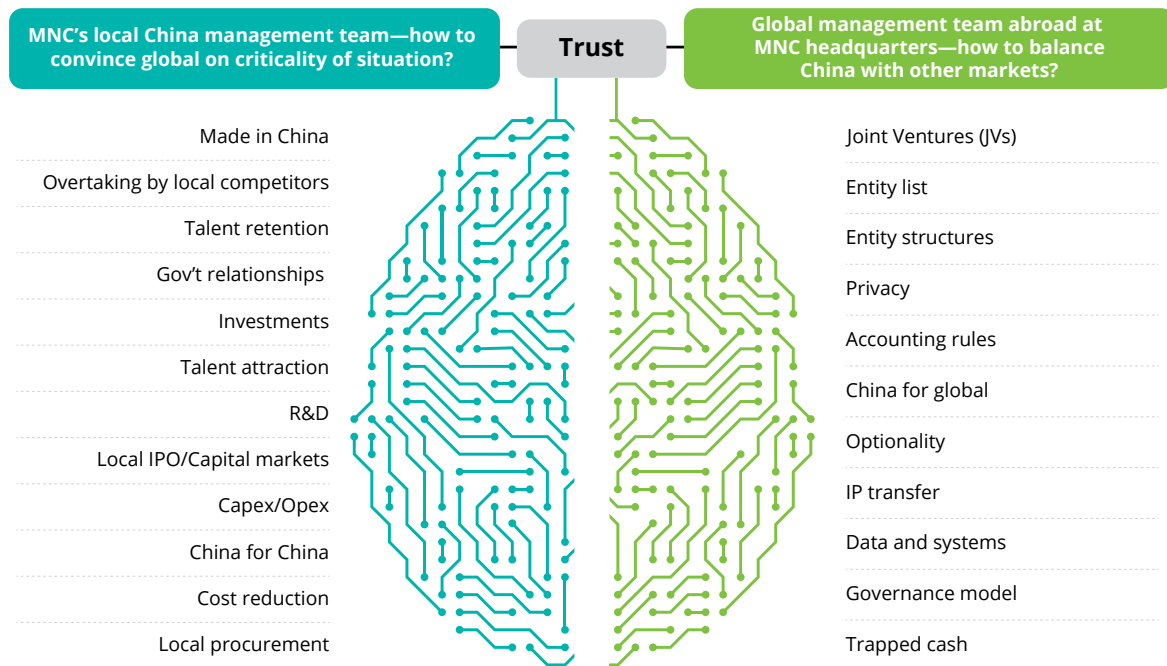 MNC’s local China management team—how to
convince global on criticality of situation?
Trust
Global management team abroad at
MNC headquarters—how to balance
China with other markets?
Made in China
Overtaking by local competitors
Talent retention
Gov’t relationships
Investments
Talent attraction
R&D
Local IPO/Capital markets
Capex/Opex
China for China
Cost reduction
Local procurement
Joint Ventures (JVs)
Entity list
Entity structures
Privacy
Accounting rules
China for global
Optionality
IP transfer
Data and systems
Governance model
Trapped cash